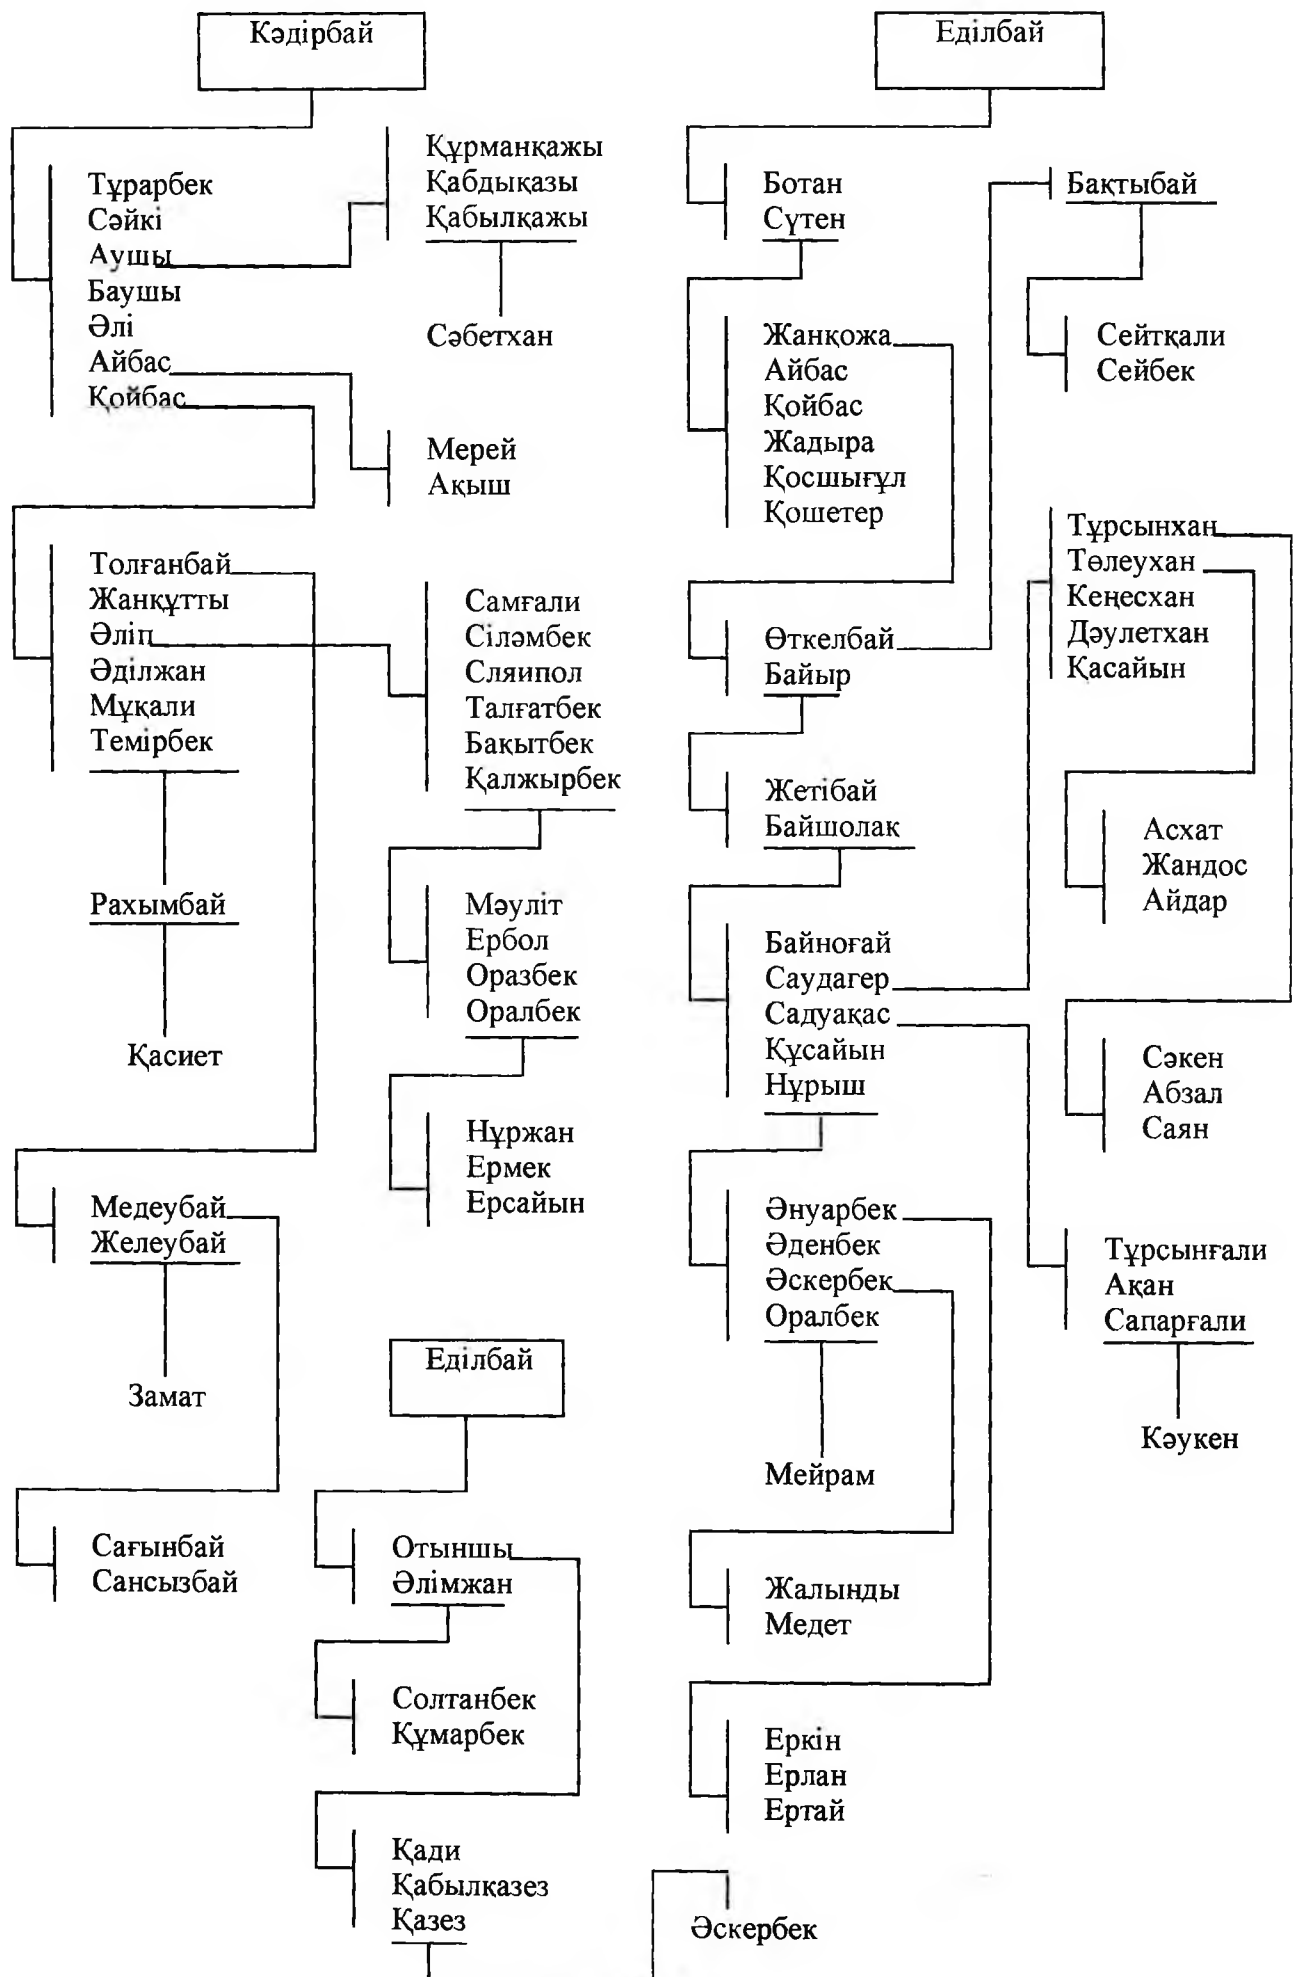 Кәдірбай
Тұрарбек
Сәйкі
Аушы
Баушы
Әлі
Айбас
Қойбас
Құрманқажы
Қабдықазы
Қабылқажы
Сәбетхан
Мерей
Ақыш
Толғанбай
Жанқұтты
Әліп
Әділжан
Мұқали
Темірбек
Рахымбай
Қасиет
Самғали
Сіләмбек
Сляипол
Талғатбек
Бақытбек
Қалжырбек
Мәуліт
Ербол
Оразбек
Оралбек
Нұржан
Ермек
Ерсайын
Медеубай
Желеубай
Замат
Сағынбай
Сансызбай
Еділбай
Отыншы
Әлімжан
Солтанбек
Құмарбек
Қади
Қабылқазез
Қазез
Еділбай
Ботан
Сүтен
Жанқожа
Айбас
Қойбас
Жадыра
Қосшығұл
Қошетер
Өткелбай
Байыр
Жетібай
Байшолақ
Байноғай
Саудагер
Садуақас
Құсайын
Нұрыш
Әнуарбек
Әденбек
Әскербек
Оралбек
Мейрам
Жалынды
Медет
Еркін
Ерлан
Ертай
Әскербек
Бақтыбай
Сейтқали
Сейбек
Тұрсынхан
Төлеухан
Кеңесхан
Дәулетхан
Қасайын
Асхат
Жандос
Айдар
Сәкен
Абзал
Саян
Тұрсынғали
Ақан
Сапарғали
Кәукен